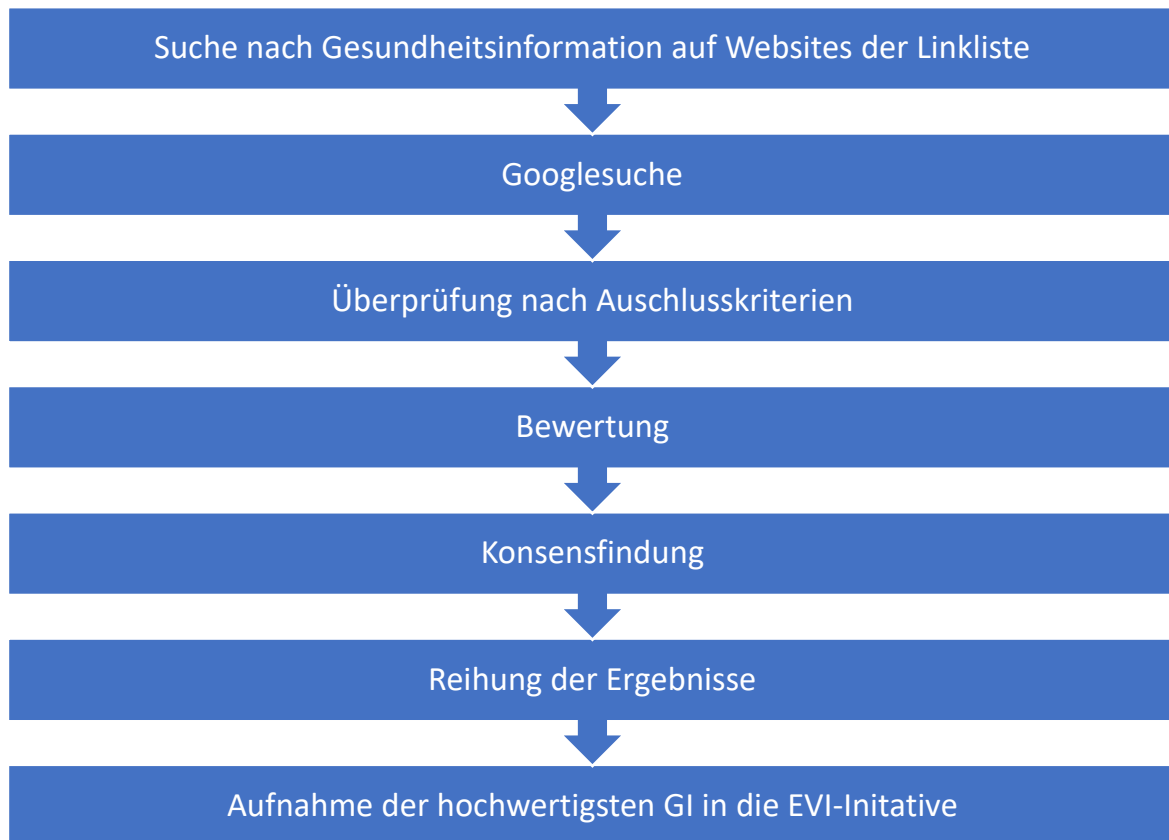 Suche nach Gesundheitsinformation auf Websites der Linkliste
Googlesuche
Überprüfung nach Auschlusskriterien
Bewertung
Konsensfindung
Reihung der Ergebnisse
Aufnahme der hochwertigsten GI in die EVI-Initative